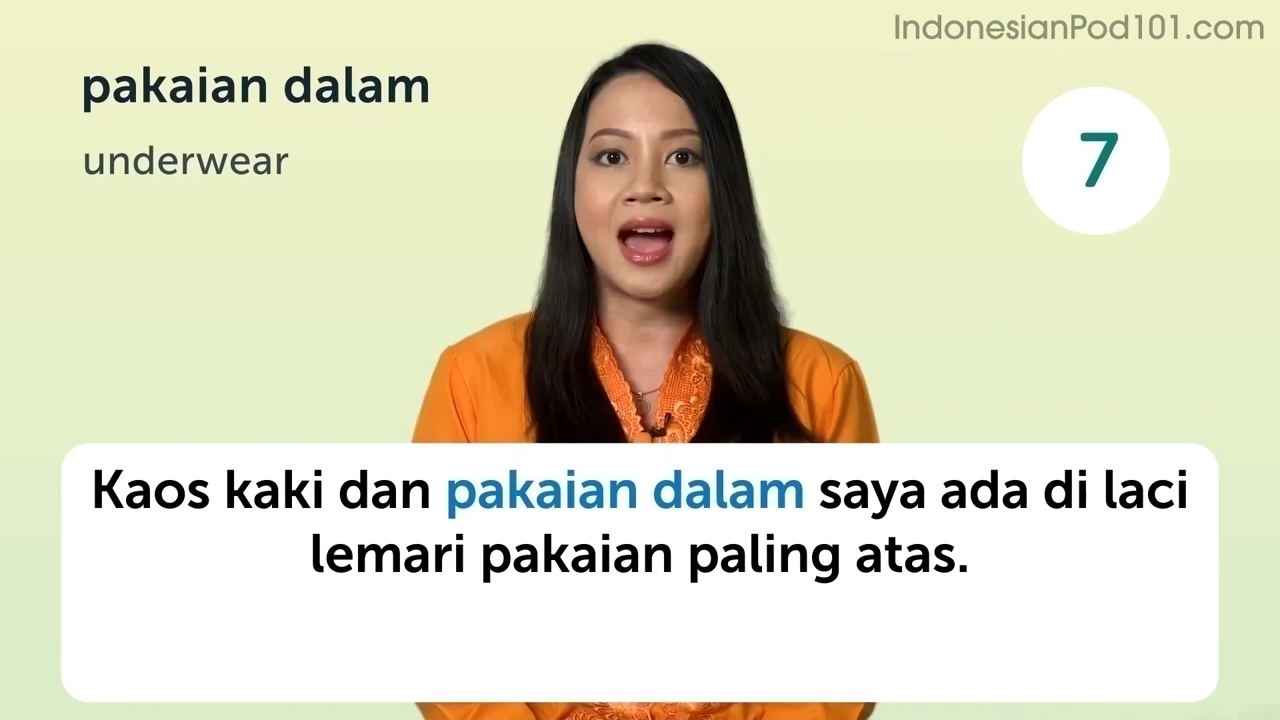 IndonesianPod101.com
pakaian dalam
underwear
7
Kaos kaki dan pakaian dalam saya ada di laci
lemari pakaian paling atas.